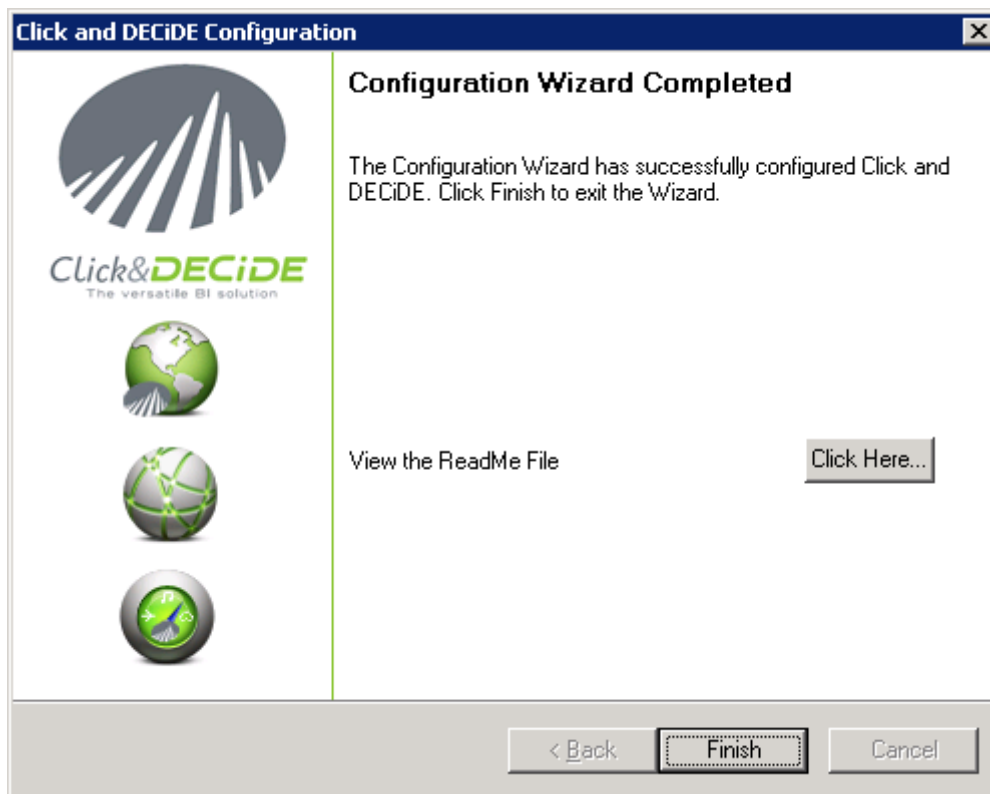 Click and DECiDE Configuration
Configuration Wizard Completed
The Configuration Wizard has successfully configured Click and
DECiDE. Click Finish to exit the Wizard.
Click&DECiDE
The versatile BI solution
View the ReadMe File
Click Here...
< Back
Finish
Cancel